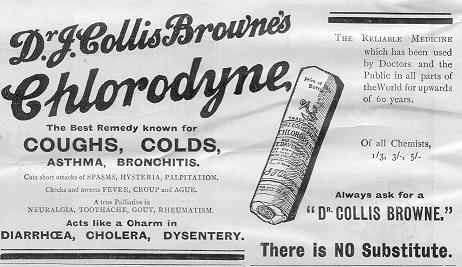 Dr. J. Collis Browne's
Chlorodyne,
The Best Remedy known for
COUGHS, COLDS,
ASTHMA, BRONCHITIS.
Cuts short attacks of SPASMS, HYSTERIA, PALPITATION.
Checks and arrests FEVER, CROUP and AGUE.
A true Palliative in
NEURALGIA, TOOTHACHE, GOUT, RHEUMATISM.
Acts like a Charm in
DIARRHŒA, CHOLERA, DYSENTERY.
CHLORODYNE
THE RELIABLE MEDICINE
which has been used
by Doctors and the
Public in all parts of
the World for upwards
of 60 years.
Of all Chemists,
1/3, 3/-, 5/-
Always ask for a
"DR. COLLIS BROWNE."
There is NO Substitute.